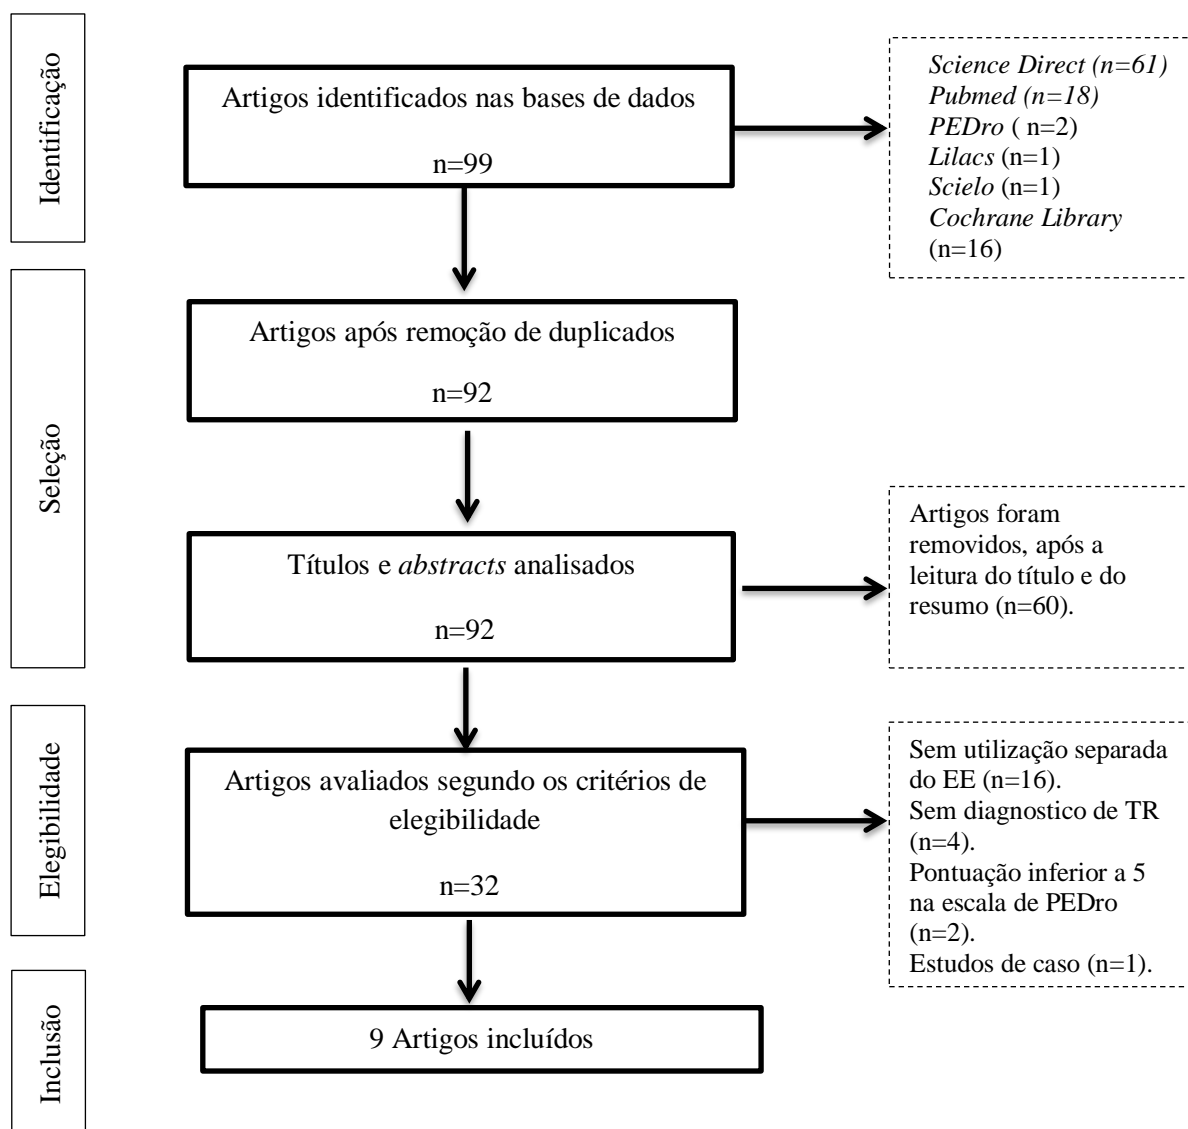 Identificação
Artigos identificados nas bases de dados
n=99
Science Direct (n=61)
Pubmed (n=18)
PEDro ( n=2)
Lilacs (n=1)
Scielo (n=1)
Cochrane Library
(n=16)
Seleção
Artigos após remoção de duplicados
n=92
Títulos e abstracts analisados
n=92
Artigos foram
removidos, após a
leitura do título e do
resumo (n=60).
Elegibilidade
Artigos avaliados segundo os critérios de
elegibilidade
n=32
Sem utilização separada
do EE (n=16).
Sem diagnostico de TR
(n=4).
Pontuação inferior a 5
na escala de PEDro
(n=2).
Estudos de caso (n=1).
Inclusão
9 Artigos incluídos